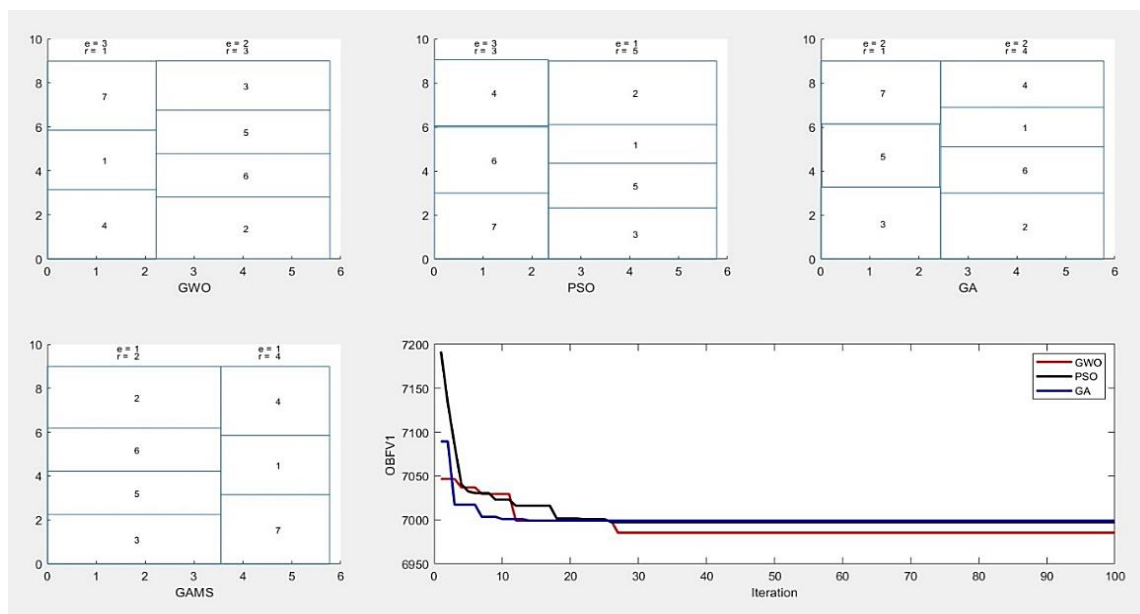 10
e = 3
e = 2
r = 1
r = 3
8
6
4
2
0
7
1
4
3
5
6
2
0 1 2 3 4 5 6
GWO
10
e = 3
e = 1
r = 3
r = 5
8
6
4
2
0
4
6
7
2
1
5
3
0 1 2 3 4 5 6
PSO
10
e = 2
e = 2
r = 1
r = 4
8
6
4
2
0
7
5
3
4
1
6
2
0 1 2 3 4 5 6
GA
10
e = 1
e = 1
r = 2
r = 4
8
6
4
2
0
2
6
5
3
4
1
7
0 1 2 3 4 5 6
GAMS
7200
7150
7100
7050
7000
6950
OBFV1
GWO
PSO
GA
0 10 20 30 40 50 60 70 80 90 100
Iteration